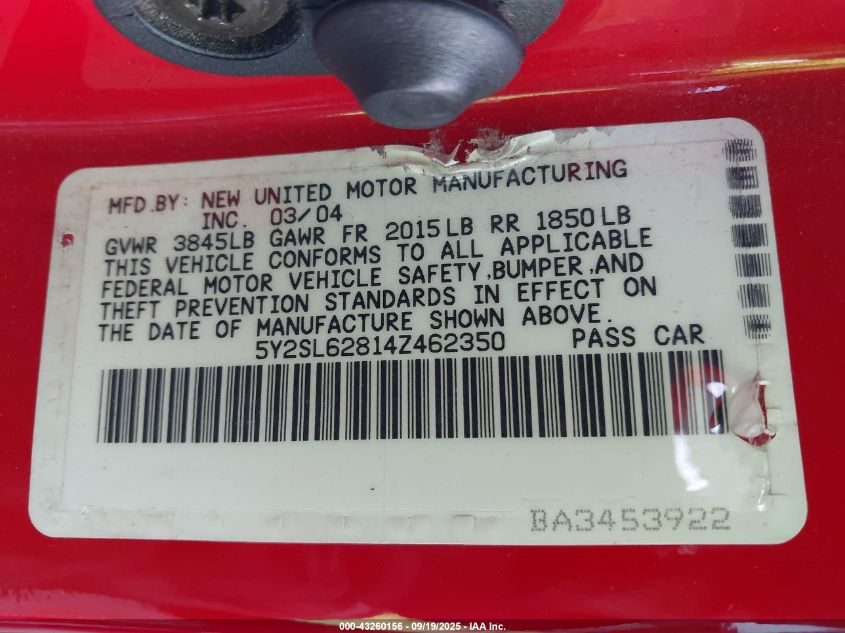 MFD.BY: NEW UNITED MOTOR MANUFACTURING
INC. 03/04
GVWR 3845LB GAWR FR 2015LB RR 1850LB
THIS VEHICLE CONFORMS TO ALL APPLICABLE
FEDERAL MOTOR VEHICLE SAFETY,BUMPER,AND
THEFT PREVENTION STANDARDS IN EFFECT ON
THE DATE OF MANUFACTURE SHOWN ABOVE.
5Y2SL62814Z462350 PASS CAR
BA3453922
000-43260156 - 09/19/2025 - IAA Inc.